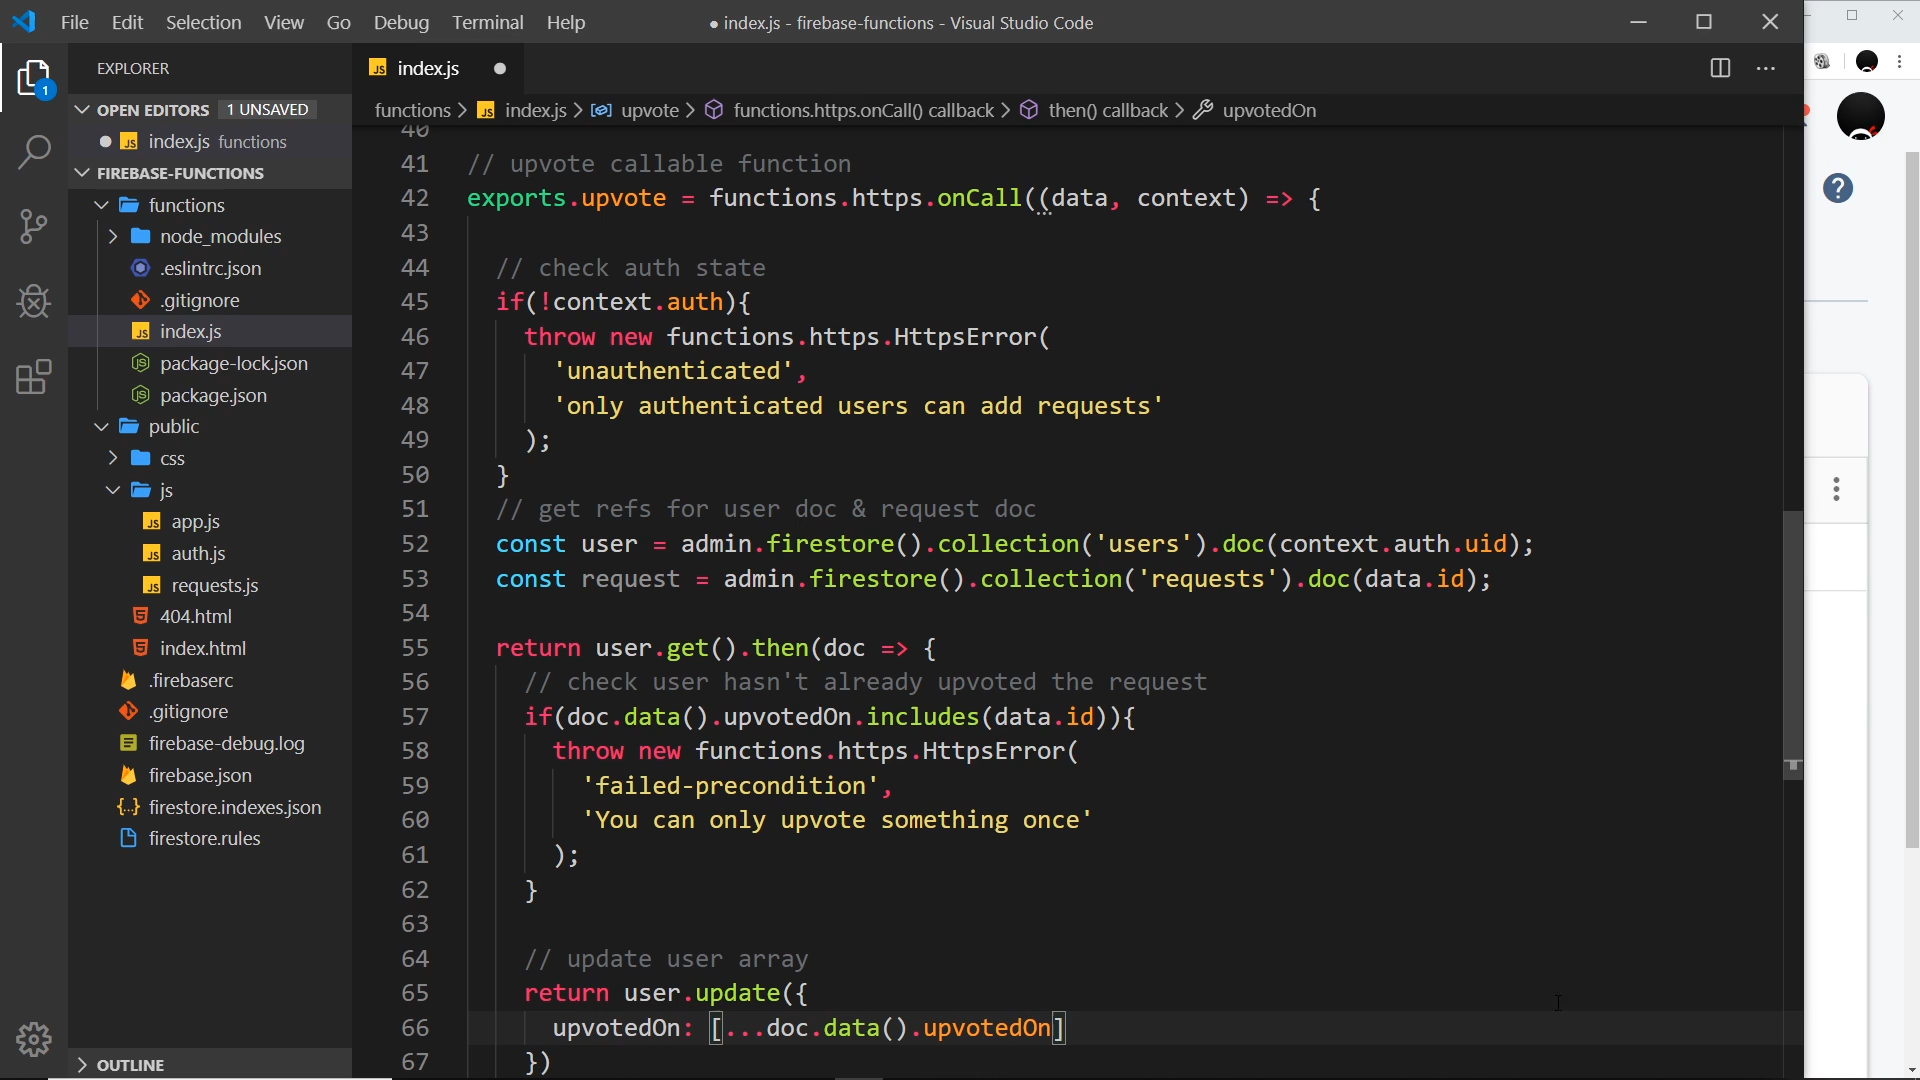 File Edit Selection View Go Debug Terminal Help
● index.js - firebase-functions - Visual Studio Code
EXPLORER
OPEN EDITORS 1 UNSAVED
index.js functions
FIREBASE-FUNCTIONS
functions
node_modules
.eslintrc.json
.gitignore
index.js
package-lock.json
package.json
public
css
js
app.js
auth.js
requests.js
404.html
index.html
.firebaserc
.gitignore
firebase-debug.log
firebase.json
firestore.indexes.json
firestore.rules
OUTLINE
1
index.js
functions > index.js > upvote > functions.https.onCall() callback > then() callback > upvotedOn
40
41 // upvote callable function
42 exports.upvote = functions.https.onCall((data, context) => {
43
44 // check auth state
45 if(!context.auth){
46 throw new functions.https.HttpsError(
47 'unauthenticated',
48 'only authenticated users can add requests'
49 );
50 }
51 // get refs for user doc & request doc
52 const user = admin.firestore().collection('users').doc(context.auth.uid);
53 const request = admin.firestore().collection('requests').doc(data.id);
54
55 return user.get().then(doc => {
56 // check user hasn't already upvoted the request
57 if(doc.data().upvotedOn.includes(data.id)){
58 throw new functions.https.HttpsError(
59 'failed-precondition',
60 'You can only upvote something once'
61 );
62 }
63
64 // update user array
65 return user.update({
66 upvotedOn: [...doc.data().upvotedOn]
67 })